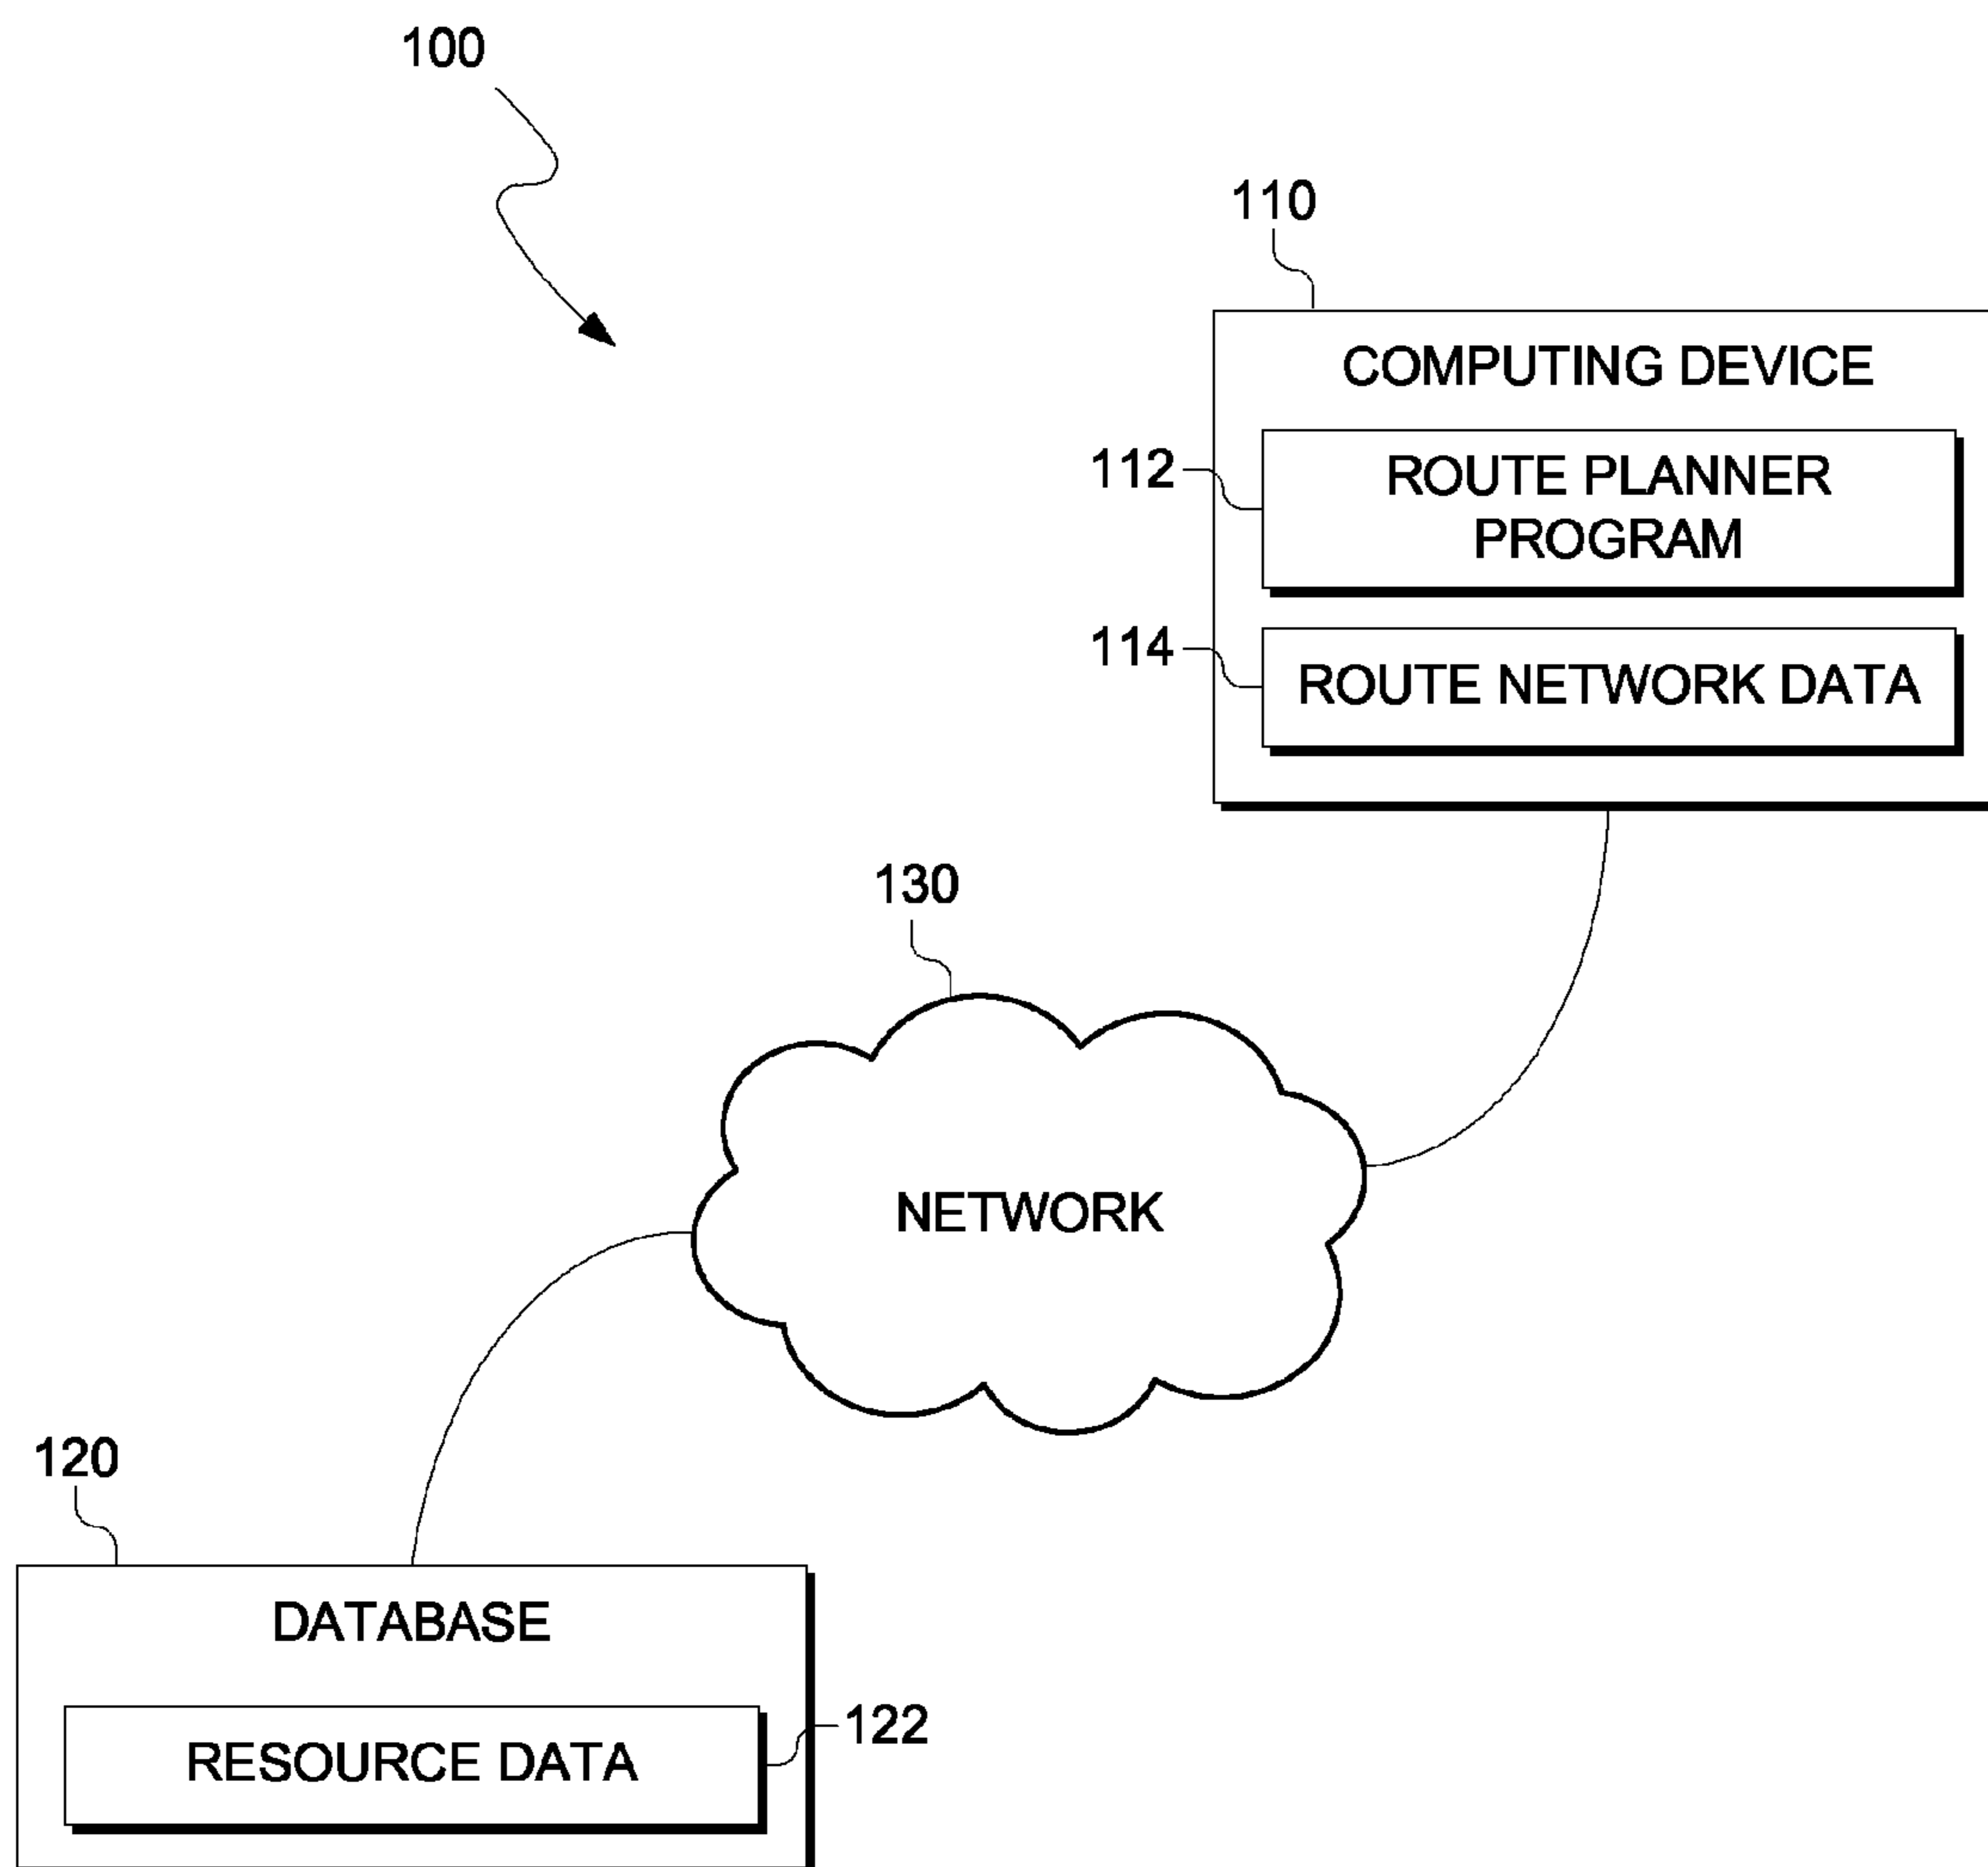 100
110
COMPUTING DEVICE
112
ROUTE PLANNER
PROGRAM
114
ROUTE NETWORK DATA
130
NETWORK
120
DATABASE
RESOURCE DATA
122